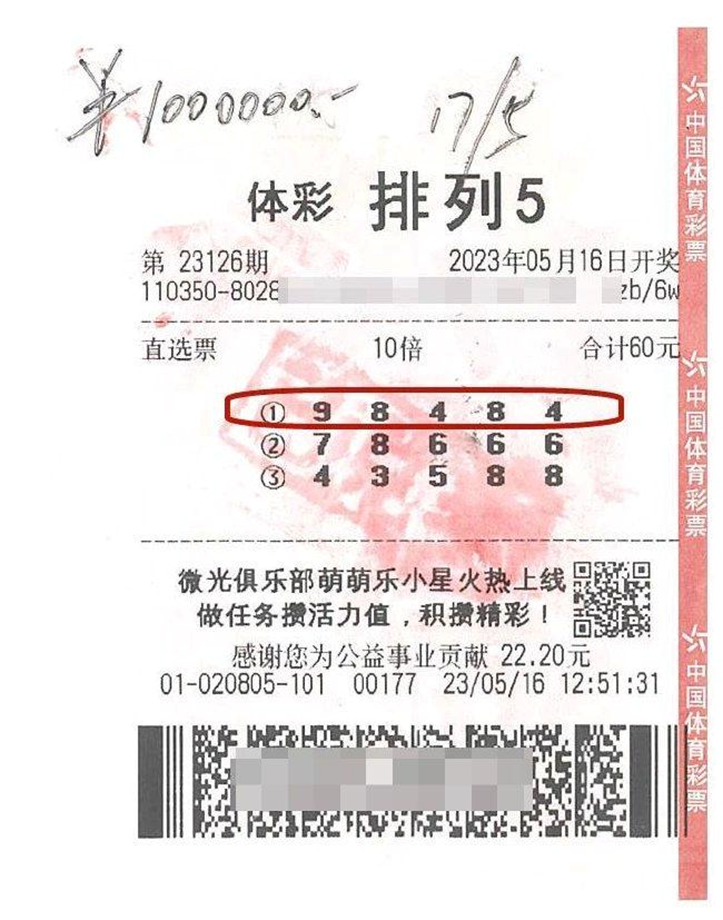 ￥1000000.- 17/5
体彩 排列5
第 23126期 2023年05月16日开奖
110350-8028 zb/6w
直选票 10倍 合计60元
① 9 8 4 8 4
② 7 8 6 6 6
③ 4 3 5 8 8
微光俱乐部萌萌乐小星火热上线
做任务攒活力值，积攒精彩！
感谢您为公益事业贡献 22.20元
01-020805-101 00177 23/05/16 12:51:31
中国体育彩票
中国体育彩票
中国体育彩票